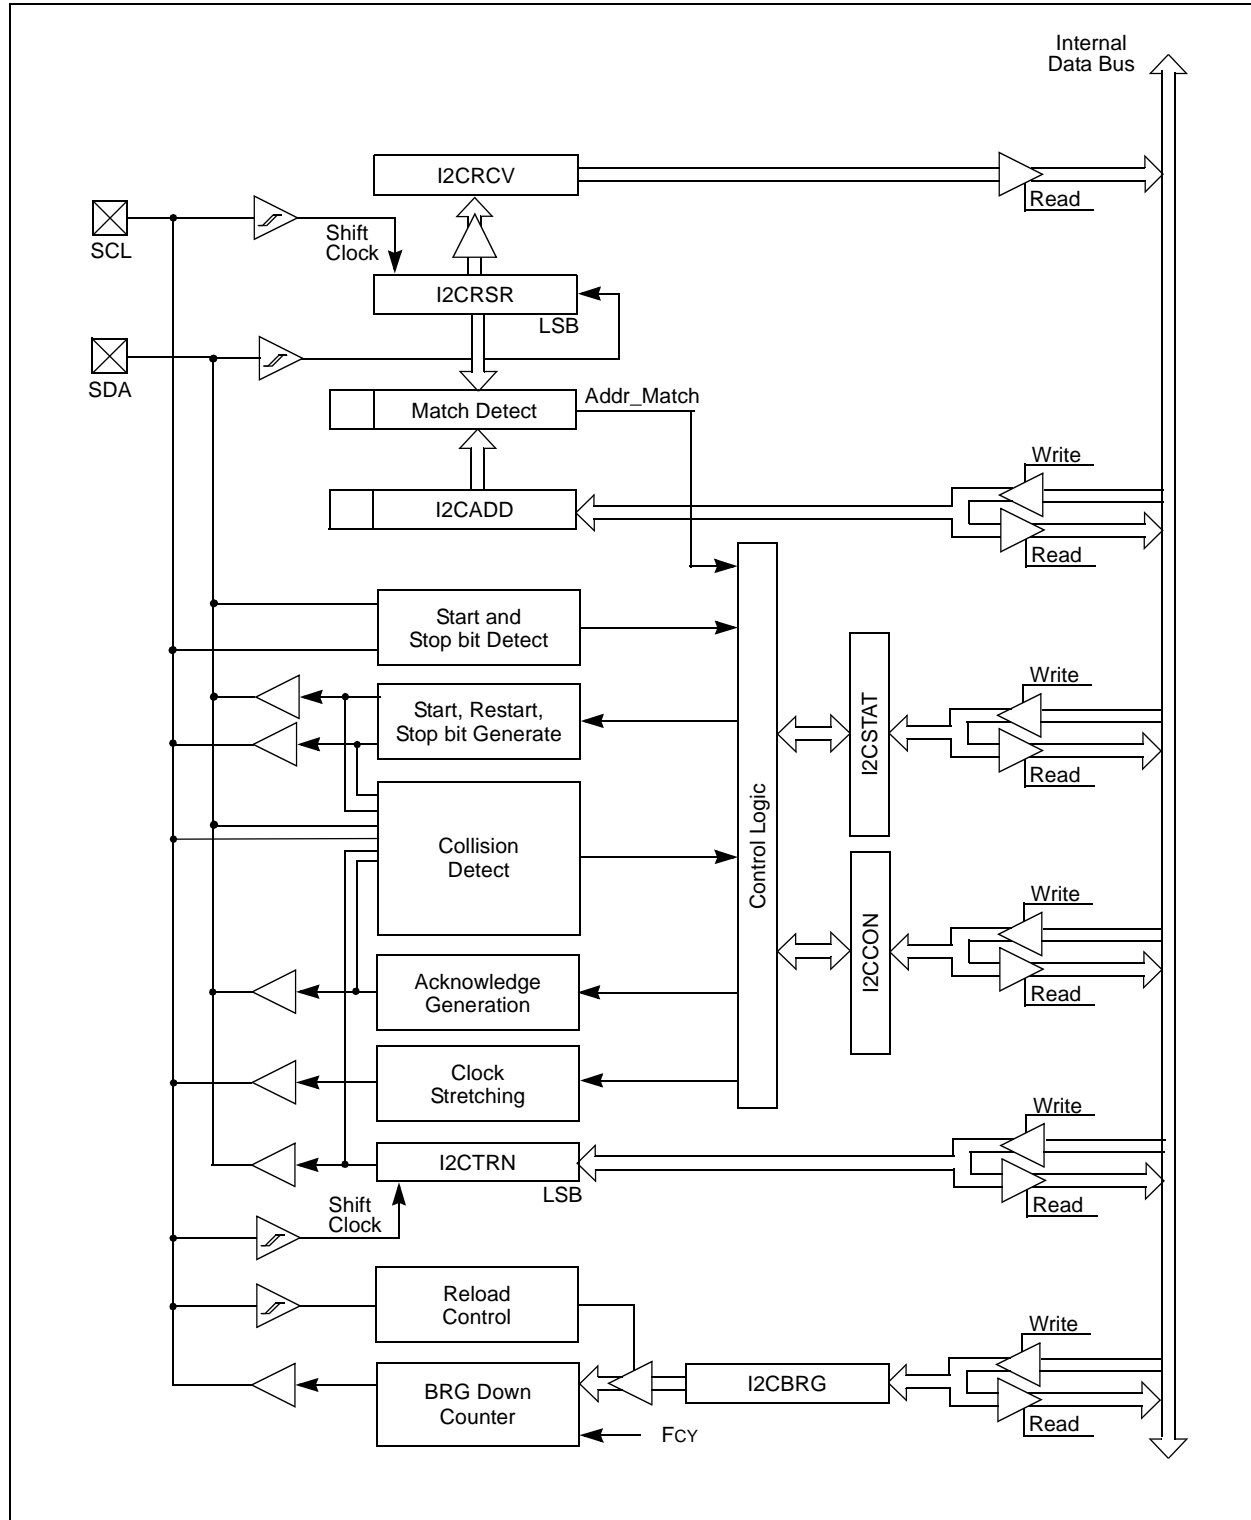 Internal
Data Bus
I2CRCV
Read
SCL
Shift
Clock
I2CRSR
LSB
SDA
Match Detect
Addr_Match
Write
I2CADD
Read
Start and
Stop bit Detect
Write
Start, Restart,
Stop bit Generate
I2CSTAT
Read
Control Logic
Collision
Detect
Write
I2CCON
Acknowledge
Generation
Read
Clock
Stretching
Write
I2CTRN
LSB
Read
Shift
Clock
Reload
Control
Write
BRG Down
Counter
I2CBRG
Read
FCY